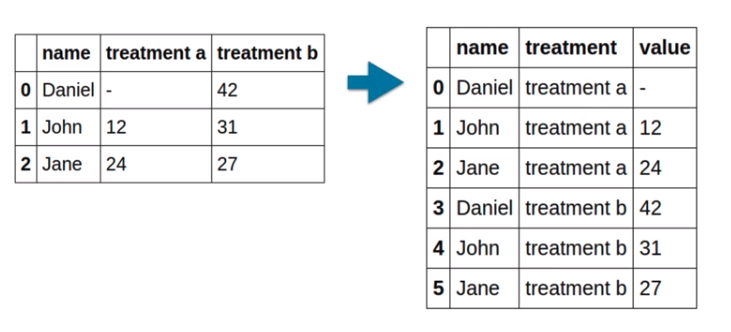 name treatment a treatment b
0 Daniel - 42
1 John 12 31
2 Jane 24 27
name treatment value
0 Daniel treatment a -
1 John treatment a 12
2 Jane treatment a 24
3 Daniel treatment b 42
4 John treatment b 31
5 Jane treatment b 27